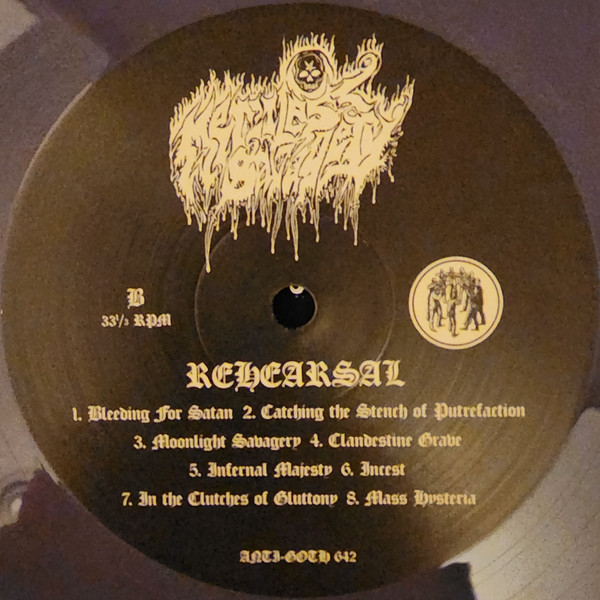 B
33⅓ RPM
REHEARSAL
1. Bleeding For Satan 2. Catching the Stench of Putrefaction
3. Moonlight Savagery 4. Clandestine Grave
5. Infernal Majesty 6. Incest
7. In the Clutches of Gluttony 8. Mass Hysteria
ANTI-GOTH 642